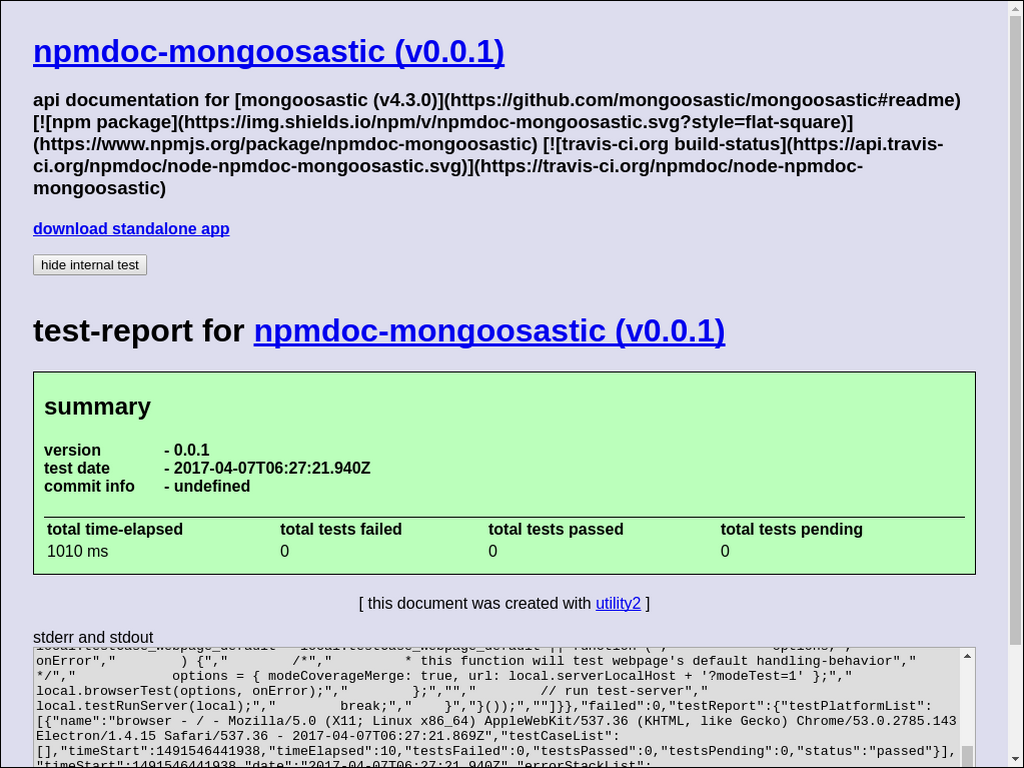 npmdoc-mongoosastic (v0.0.1)
api documentation for [mongoosastic (v4.3.0)](https://github.com/mongoosastic/mongoosastic#readme)
[![npm package](https://img.shields.io/npm/v/npmdoc-mongoosastic.svg?style=flat-square)]
(https://www.npmjs.org/package/npmdoc-mongoosastic) [![travis-ci.org build-status](https://api.travis-
ci.org/npmdoc/node-npmdoc-mongoosastic.svg)](https://travis-ci.org/npmdoc/node-npmdoc-
mongoosastic)
download standalone app
hide internal test
test-report for npmdoc-mongoosastic (v0.0.1)
summary
version - 0.0.1
test date - 2017-04-07T06:27:21.940Z
commit info - undefined
total time-elapsed total tests failed total tests passed total tests pending
1010 ms 0 0 0
[ this document was created with utility2 ]
stderr and stdout
onError","        ) {","        /*","         * this function will test webpage's default handling-behavior","
*/","            options = { modeCoverageMerge: true, url: local.serverLocalHost + '?modeTest=1' };","
local.browserTest(options, onError);","        };","","        // run test-server","
local.testRunServer(local);","        break;","    }","}());",""]}},"failed":0,"testReport":{"testPlatformList":
[{"name":"browser - / - Mozilla/5.0 (X11; Linux x86_64) AppleWebKit/537.36 (KHTML, like Gecko) Chrome/53.0.2785.143
Electron/1.4.15 Safari/537.36 - 2017-04-07T06:27:21.869Z","testCaseList":
[],"timeStart":1491546441938,"timeElapsed":10,"testsFailed":0,"testsPassed":0,"testsPending":0,"status":"passed"}],
"timeStart":1491546441938,"date":"2017-04-07T06:27:21.940Z","errorStackList":